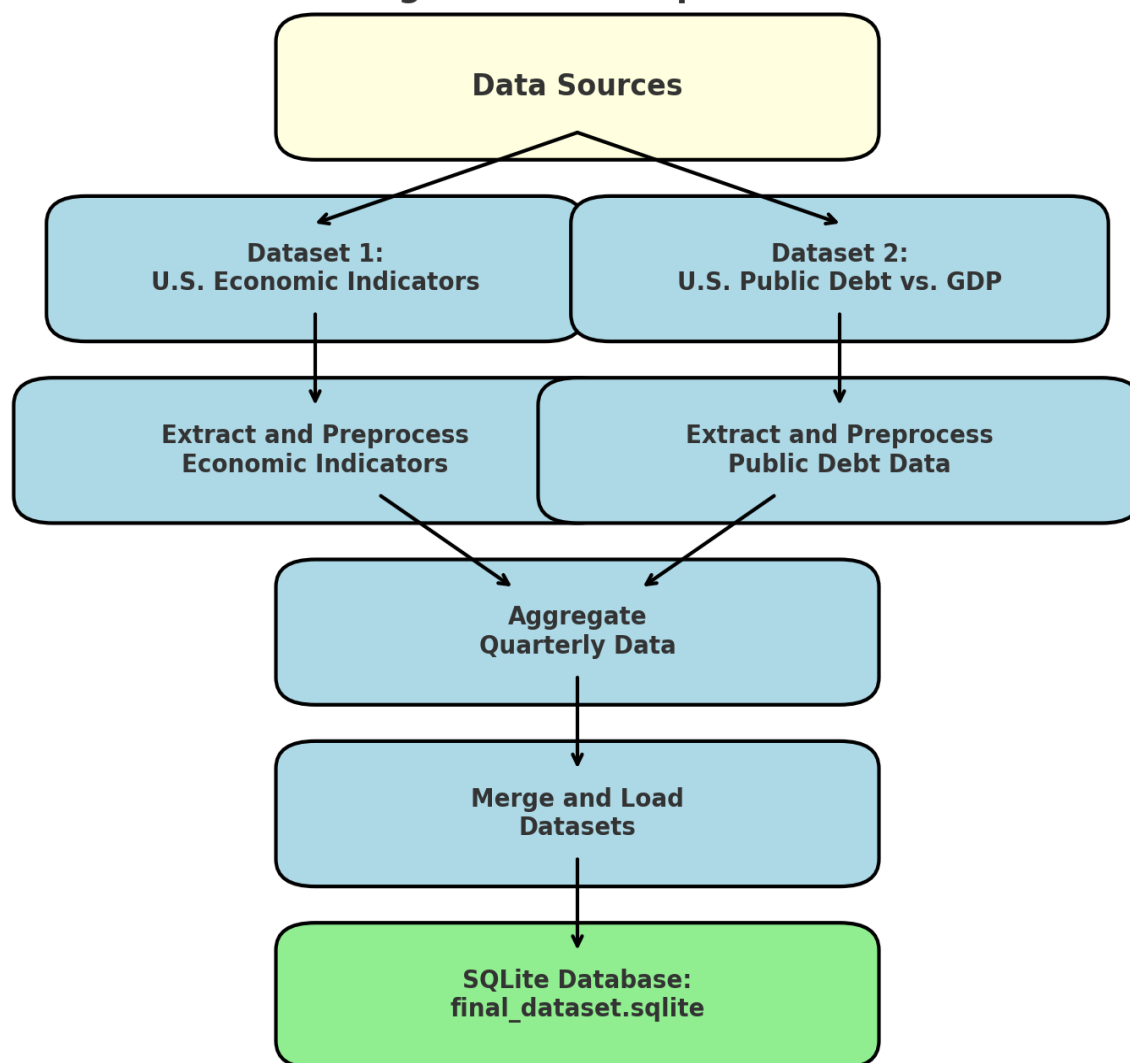 Data Sources
Dataset 1:
U.S. Economic Indicators
Dataset 2:
U.S. Public Debt vs. GDP
Extract and Preprocess
Economic Indicators
Extract and Preprocess
Public Debt Data
Aggregate
Quarterly Data
Merge and Load
Datasets
SQLite Database:
final_dataset.sqlite